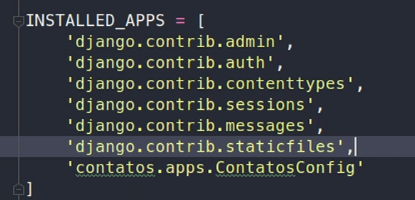 INSTALLED_APPS = [
    'django.contrib.admin',
    'django.contrib.auth',
    'django.contrib.contenttypes',
    'django.contrib.sessions',
    'django.contrib.messages',
    'django.contrib.staticfiles',
    'contatos.apps.ContatosConfig'
]